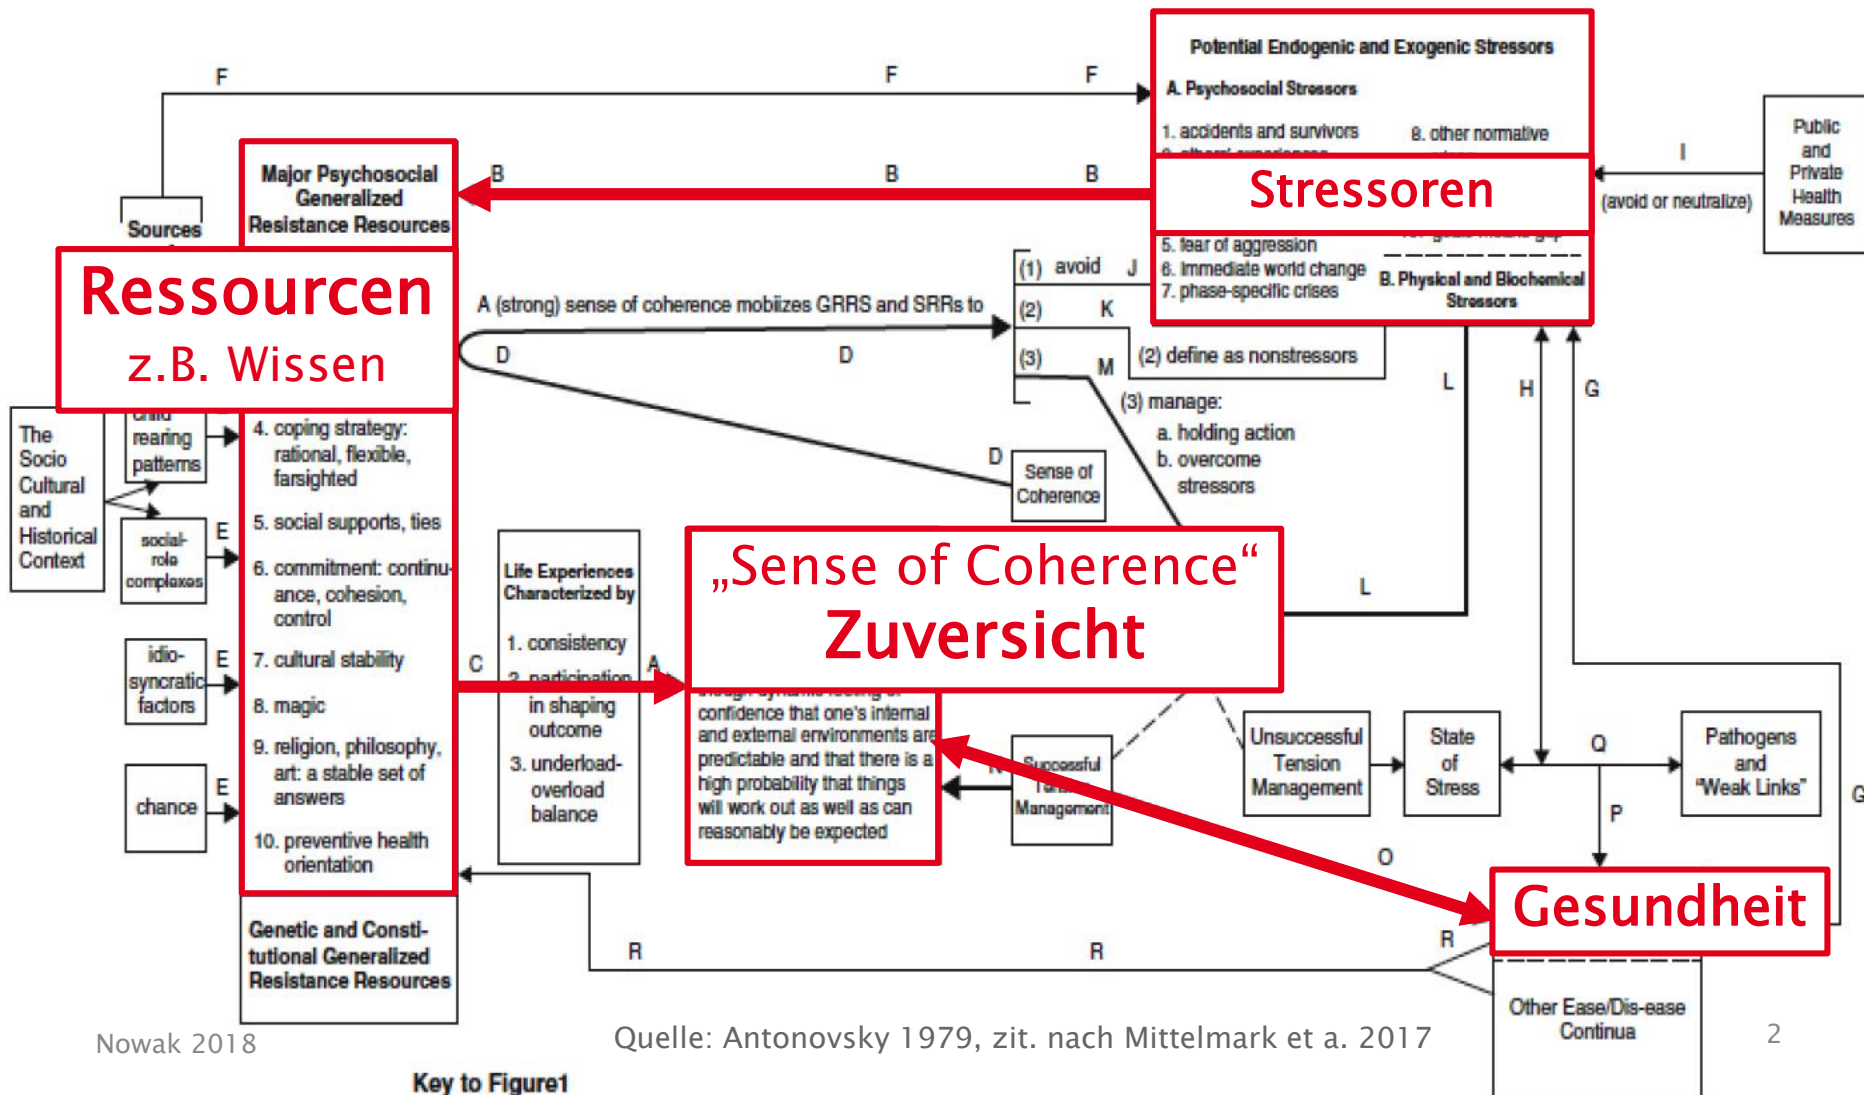 F F F
Potential Endogenic and Exogenic Stressors
A. Psychosocial Stressors
1. accidents and survivors
8. other normative
Stressoren
5. fear of aggression
6. Immediate world change
7. phase-specific crises
B. Physical and Biochemical
Stressors
Public
and
Private
Health
Measures
I
(avoid or neutralize)
B B B
Major Psychosocial
Generalized
Resistance Resources
Sources
Ressourcen
z.B. Wissen
A (strong) sense of coherence mobiizes GRRS and SRRs to
D D
D
(1) avoid J
(2) K
(3) M
(2) define as nonstressors
(3) manage:
a. holding action
b. overcome
stressors
L
H
G
Sense of
Coherence
The
Socio
Cultural
and
Historical
Context
child
rearing
patterns
E
social-
role
complexes
E
idio-
syncratic
factors
E
chance
E
4. coping strategy:
rational, flexible,
farsighted
5. social supports, ties
6. commitment: continu-
ance, cohesion,
control
7. cultural stability
8. magic
9. religion, philosophy,
art: a stable set of
answers
10. preventive health
orientation
Genetic and Consti-
tutional Generalized
Resistance Resources
C
Life Experiences
Characterized by
1. consistency
2. participation
in shaping
outcome
3. underload-
overload
balance
A
„Sense of Coherence“
Zuversicht
L
though dynamic feeling of
confidence that one's internal
and external environments are
predictable and that there is a
high probability that things
will work out as well as can
reasonably be expected
N
Successful
Tension
Management
Unsuccessful
Tension
Management
State
of
Stress
Q
P
Pathogens
and
“Weak Links”
G
O
Gesundheit
R R R
Other Ease/Dis-ease
Continua
Nowak 2018
Quelle: Antonovsky 1979, zit. nach Mittelmark et a. 2017
2
Key to Figure1